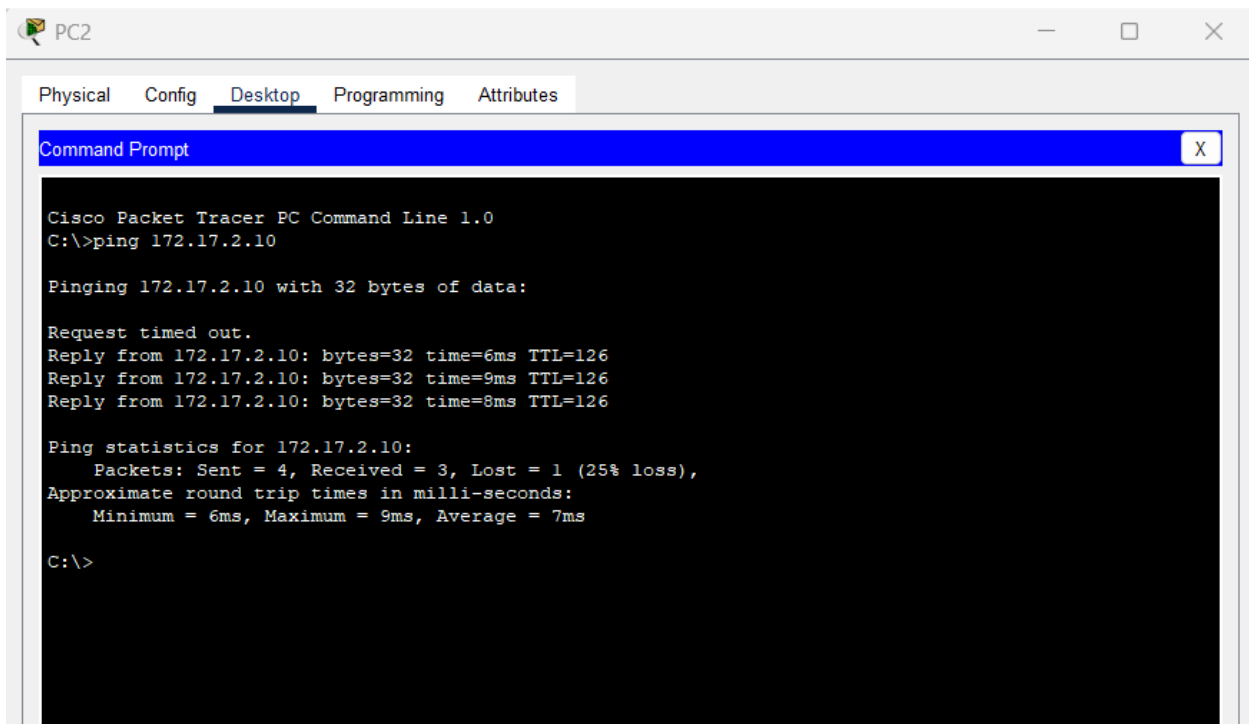 PC2
Physical Config Desktop Programming Attributes
Command Prompt
X
Cisco Packet Tracer PC Command Line 1.0
C:\>ping 172.17.2.10
Pinging 172.17.2.10 with 32 bytes of data:
Request timed out.
Reply from 172.17.2.10: bytes=32 time=6ms TTL=126
Reply from 172.17.2.10: bytes=32 time=9ms TTL=126
Reply from 172.17.2.10: bytes=32 time=8ms TTL=126
Ping statistics for 172.17.2.10:
Packets: Sent = 4, Received = 3, Lost = 1 (25% loss),
Approximate round trip times in milli-seconds:
Minimum = 6ms, Maximum = 9ms, Average = 7ms
C:\>